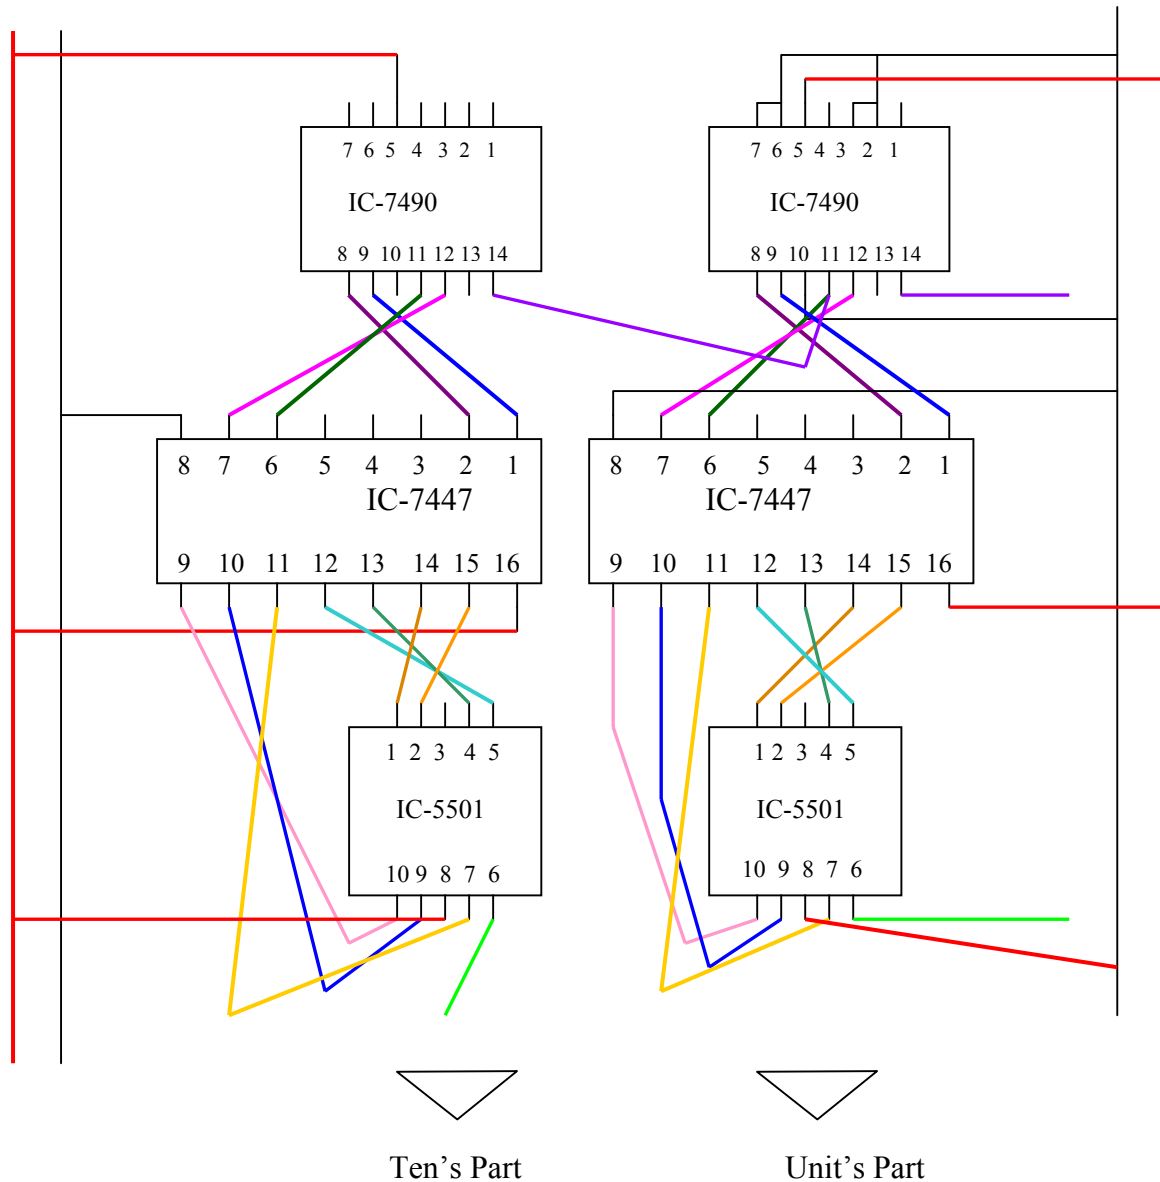 7 6 5 4 3 2 1
IC-7490
8 9 10 11 12 13 14
7 6 5 4 3 2 1
IC-7490
8 9 10 11 12 13 14
8 7 6 5 4 3 2 1
IC-7447
9 10 11 12 13 14 15 16
8 7 6 5 4 3 2 1
IC-7447
9 10 11 12 13 14 15 16
1 2 3 4 5
IC-5501
10 9 8 7 6
1 2 3 4 5
IC-5501
10 9 8 7 6
Ten's Part
Unit's Part